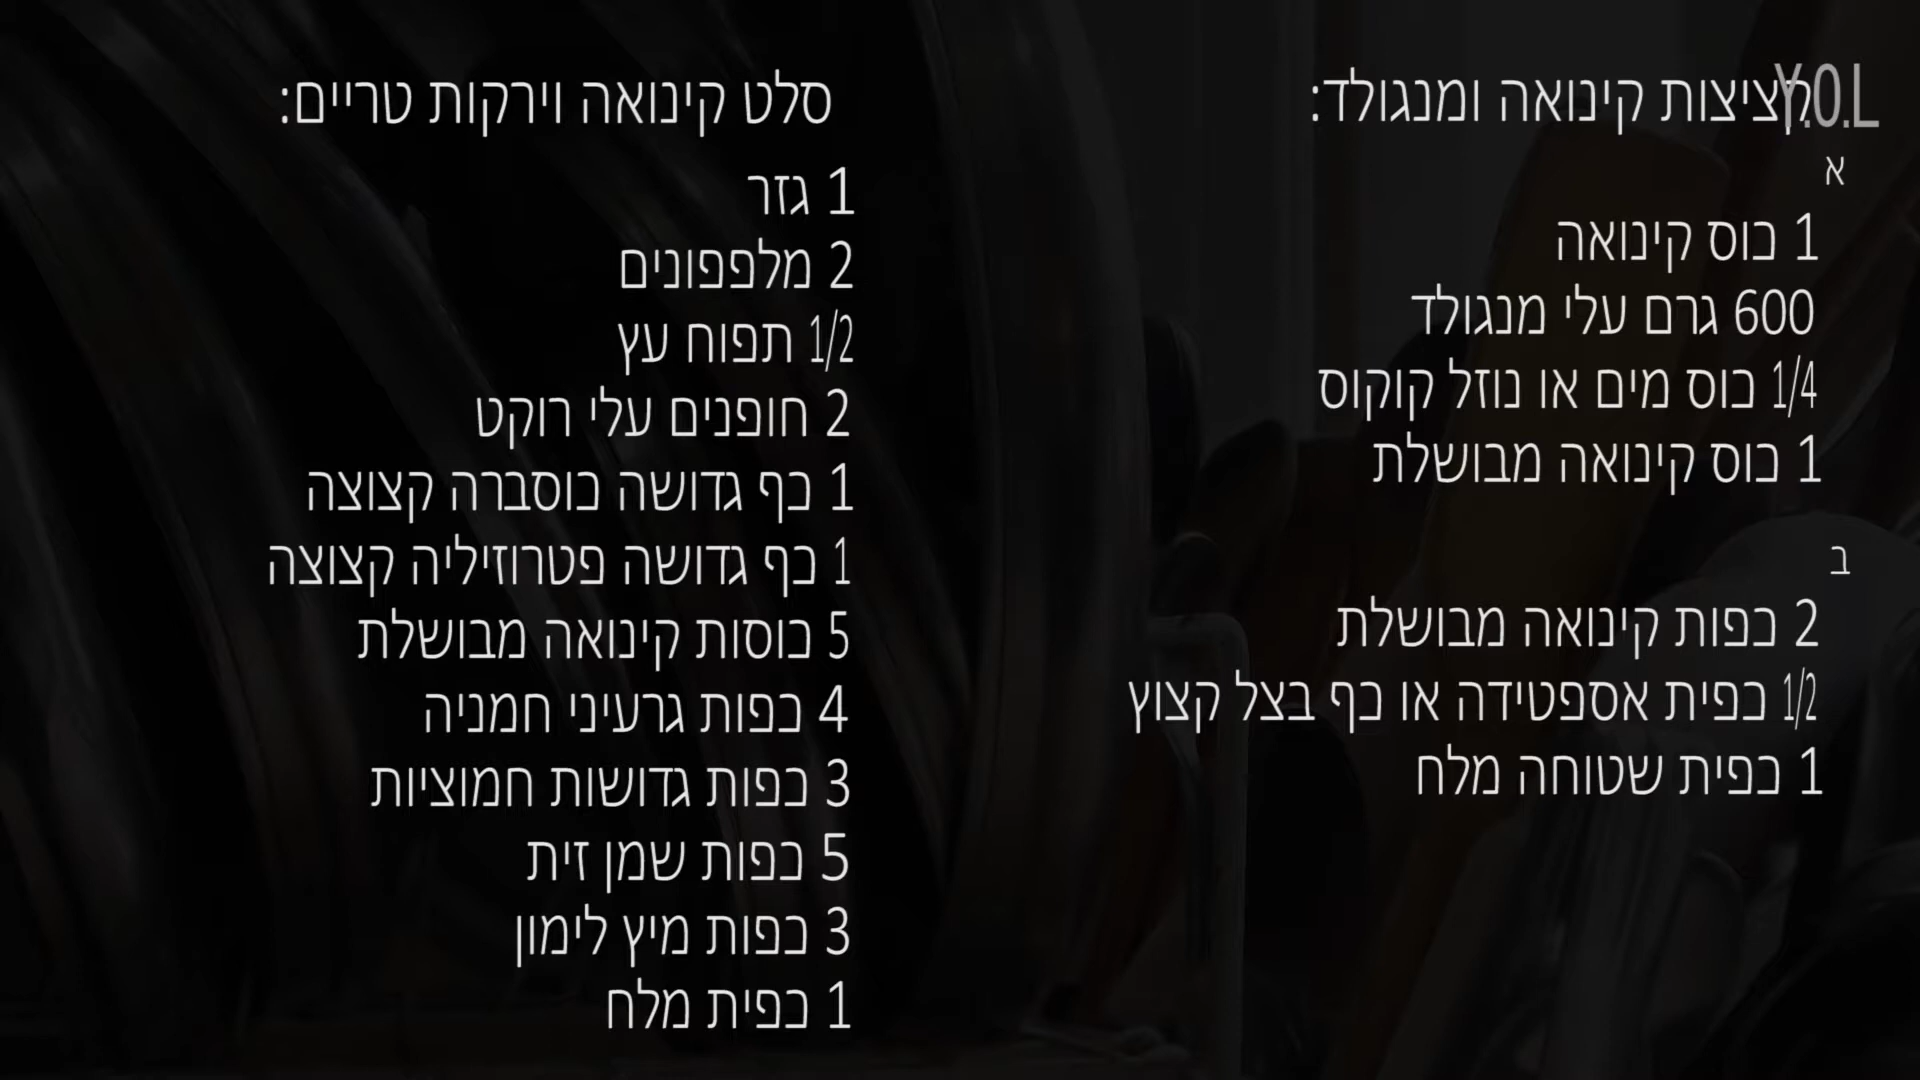 קציצות קינואה ומנגולד:
א
1 כוס קינואה
600 גרם עלי מנגולד
1/4 כוס מים או נוזל קוקוס
1 כוס קינואה מבושלת
ב
2 כפות קינואה מבושלת
1/2 כפית אספטידה או כף בצל קצוץ
1 כפית שטוחה מלח
סלט קינואה וירקות טריים:
1 גזר
2 מלפפונים
1/2 תפוח עץ
2 חופנים עלי רוקט
1 כף גדושה כוסברה קצוצה
1 כף גדושה פטרוזיליה קצוצה
5 כוסות קינואה מבושלת
4 כפות גרעיני חמניה
3 כפות גדושות חמוציות
5 כפות שמן זית
3 כפות מיץ לימון
1 כפית מלח
Y.O.L